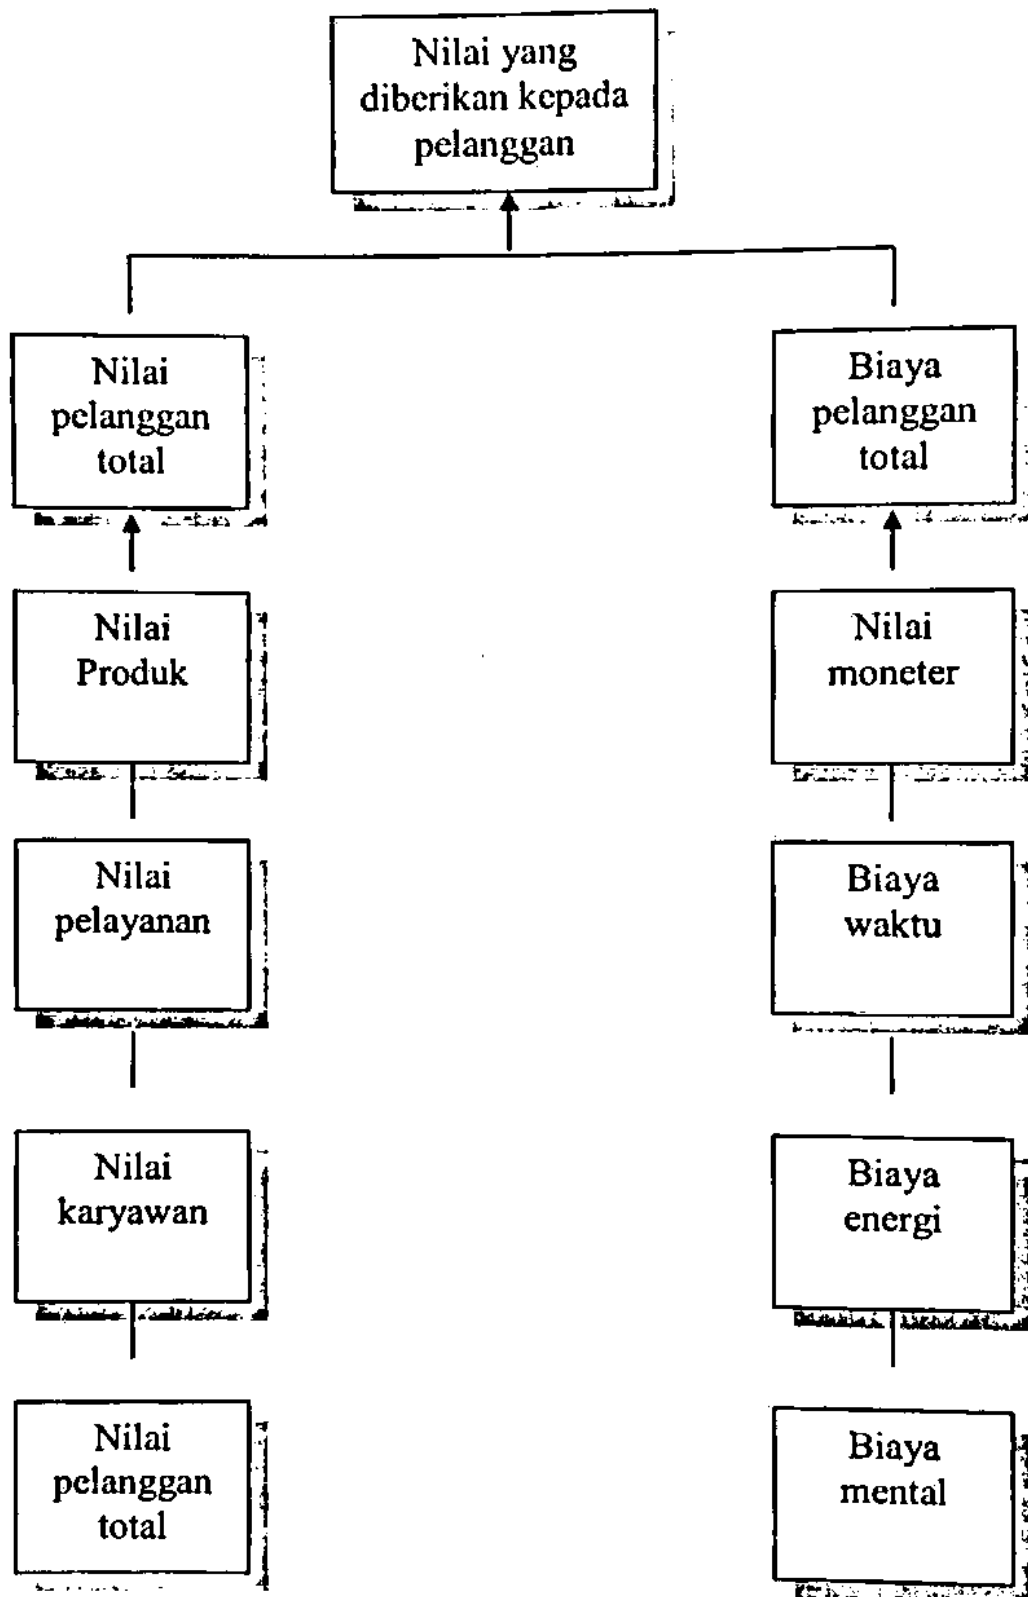 Nilai yang
diberikan kepada
pelanggan
Nilai
pelanggan
total
Biaya
pelanggan
total
Nilai
Produk
Nilai
moneter
Nilai
pelayanan
Biaya
waktu
Nilai
karyawan
Biaya
energi
Nilai
pelanggan
total
Biaya
mental